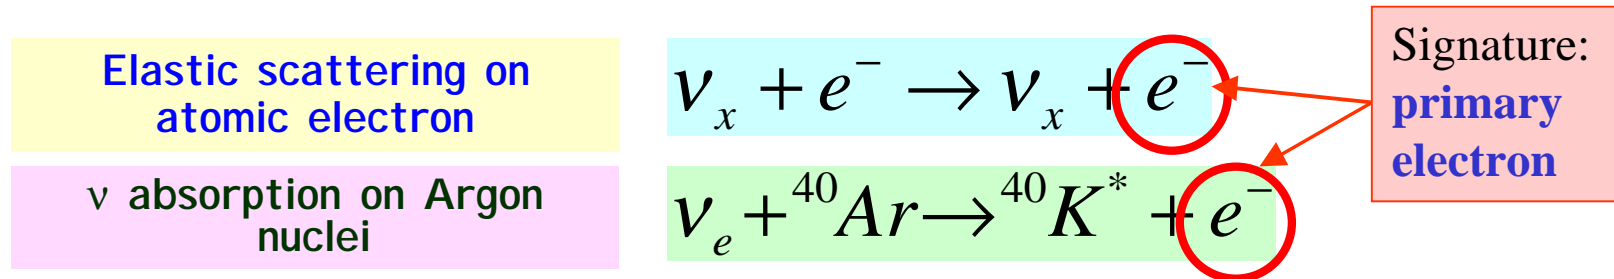 Elastic scattering on
atomic electron
νₓ + e⁻ → νₓ + e⁻
Signature:
primary
electron
ν absorption on Argon
nuclei
νₑ + ⁴⁰Ar → ⁴⁰K* + e⁻